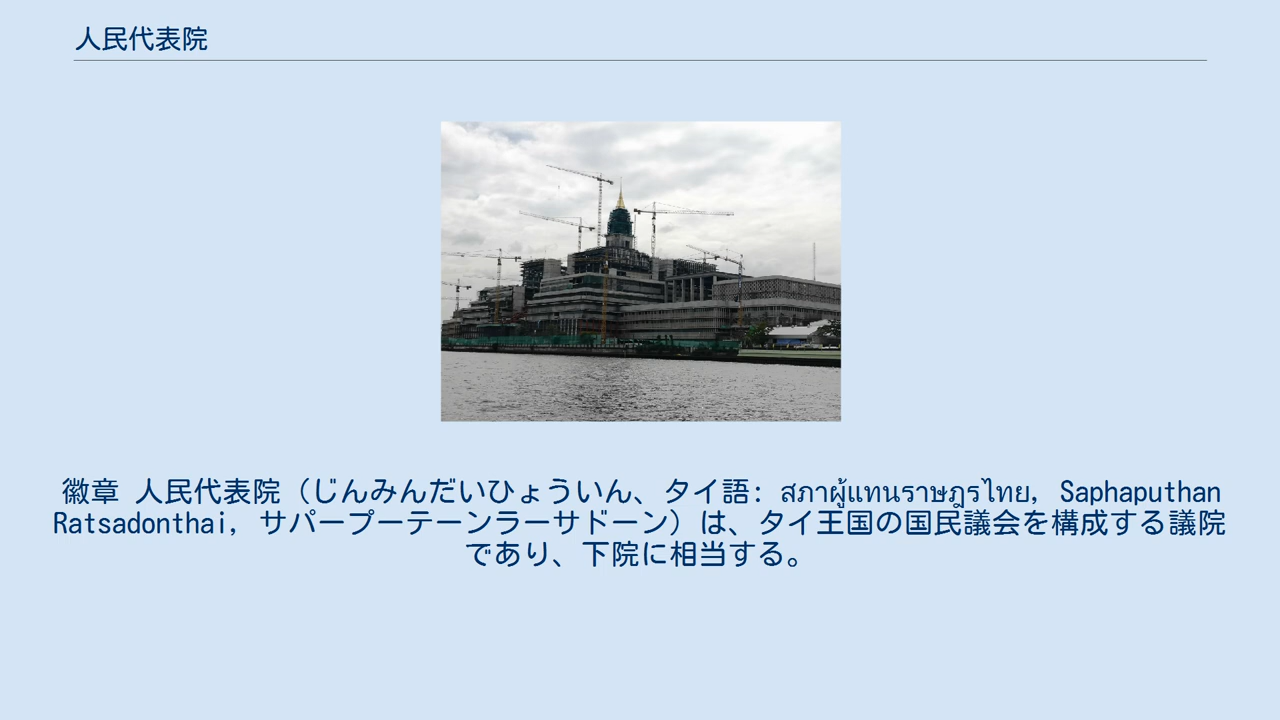 人民代表院
徽章 人民代表院（じんみんだいひょういん、タイ語: สภาผู้แทนราษฎรไทย, Saphaputhan
Ratsadonthai, サパープーテーンラーサドーン）は、タイ王国の国民議会を構成する議院
であり、下院に相当する。